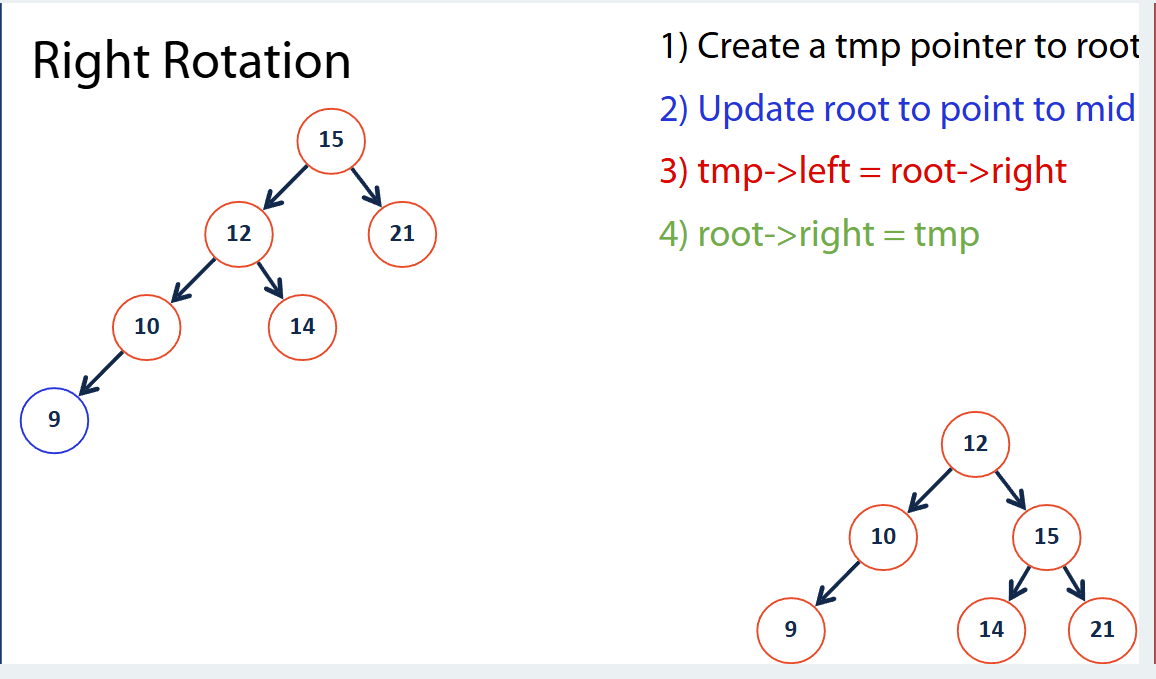 Right Rotation
1) Create a tmp pointer to root
2) Update root to point to mid
3) tmp->left = root->right
4) root->right = tmp
15
12
21
10
14
9
12
10
15
9
14
21